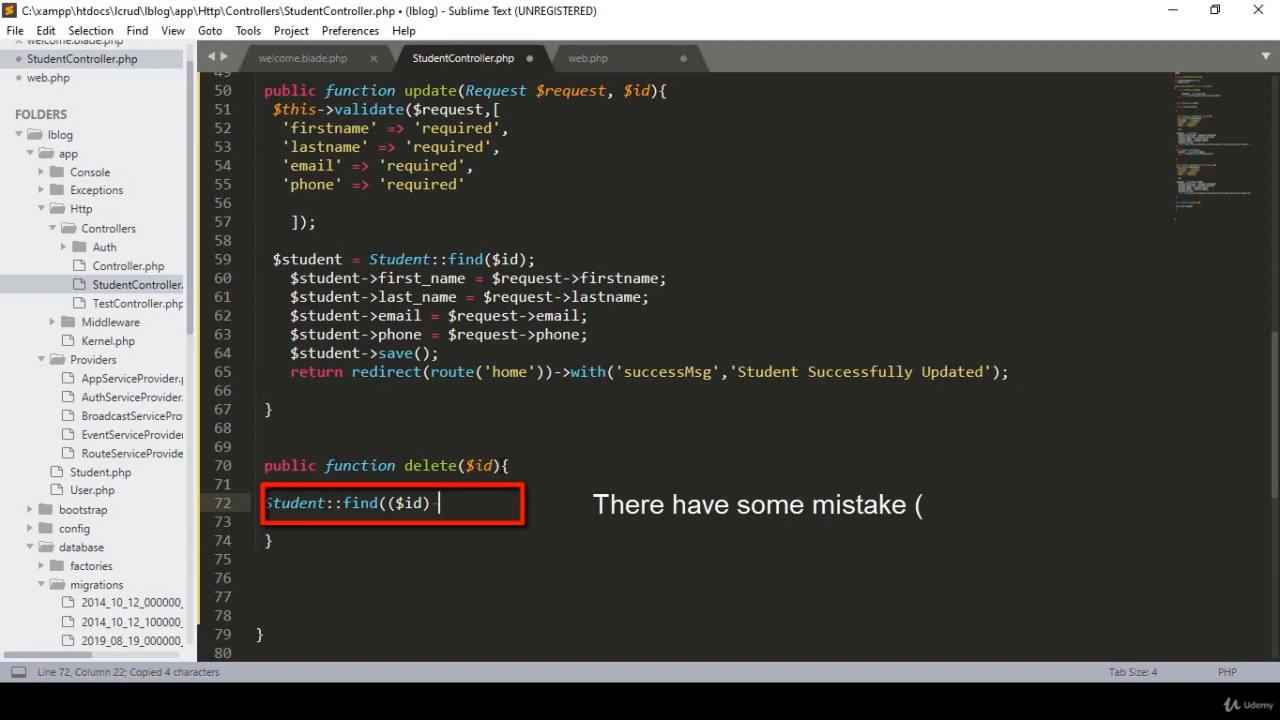 C:\xampp\htdocs\lcrud\lblog\app\Http\Controllers\StudentController.php • (lblog) - Sublime Text (UNREGISTERED)
File Edit Selection Find View Goto Tools Project Preferences Help
welcome.blade.php
StudentController.php
web.php
FOLDERS
lblog
app
Console
Exceptions
Http
Controllers
Auth
Controller.php
StudentController.
TestController.php
Middleware
Kernel.php
Providers
AppServiceProvider.p
AuthServiceProvider.
BroadcastServicePro
EventServiceProvider
RouteServiceProvide
Student.php
User.php
bootstrap
config
database
factories
migrations
2014_10_12_000000_
2014_10_12_100000_
2019_08_19_000000_
welcome.blade.php StudentController.php web.php
49
50 public function update(Request $request, $id){
51 $this->validate($request,[
52 'firstname' => 'required',
53 'lastname' => 'required',
54 'email' => 'required',
55 'phone' => 'required'
56
57 ]);
58
59 $student = Student::find($id);
60 $student->first_name = $request->firstname;
61 $student->last_name = $request->lastname;
62 $student->email = $request->email;
63 $student->phone = $request->phone;
64 $student->save();
65 return redirect(route('home'))->with('successMsg','Student Successfully Updated');
66
67 }
68
69
70 public function delete($id){
71
72 Student::find(($id)-
There have some mistake (
73
74 }
75
76
77
78
79 }
80
Line 72, Column 22; Copied 4 characters
Tab Size: 4 PHP
Udemy